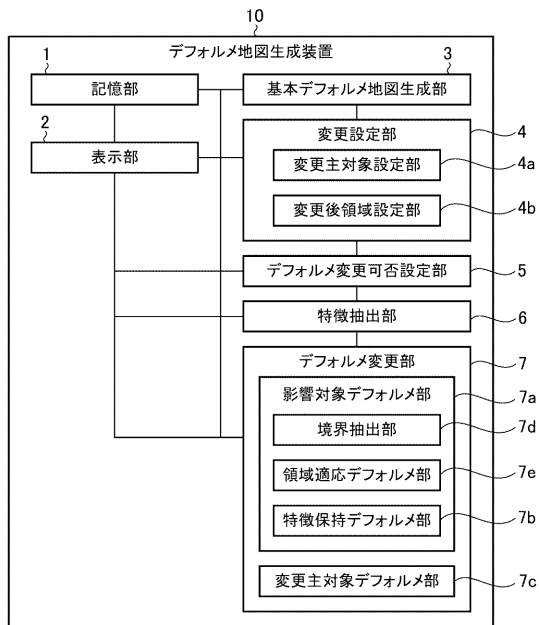 10
デフォルメ地図生成装置
1
記憶部
3
基本デフォルメ地図生成部
2
表示部
変更設定部
4
変更主対象設定部
4a
変更後領域設定部
4b
デフォルメ変更可否設定部
5
特徴抽出部
6
デフォルメ変更部
7
影響対象デフォルメ部
7a
境界抽出部
7d
領域適応デフォルメ部
7e
特徴保持デフォルメ部
7b
変更主対象デフォルメ部
7c